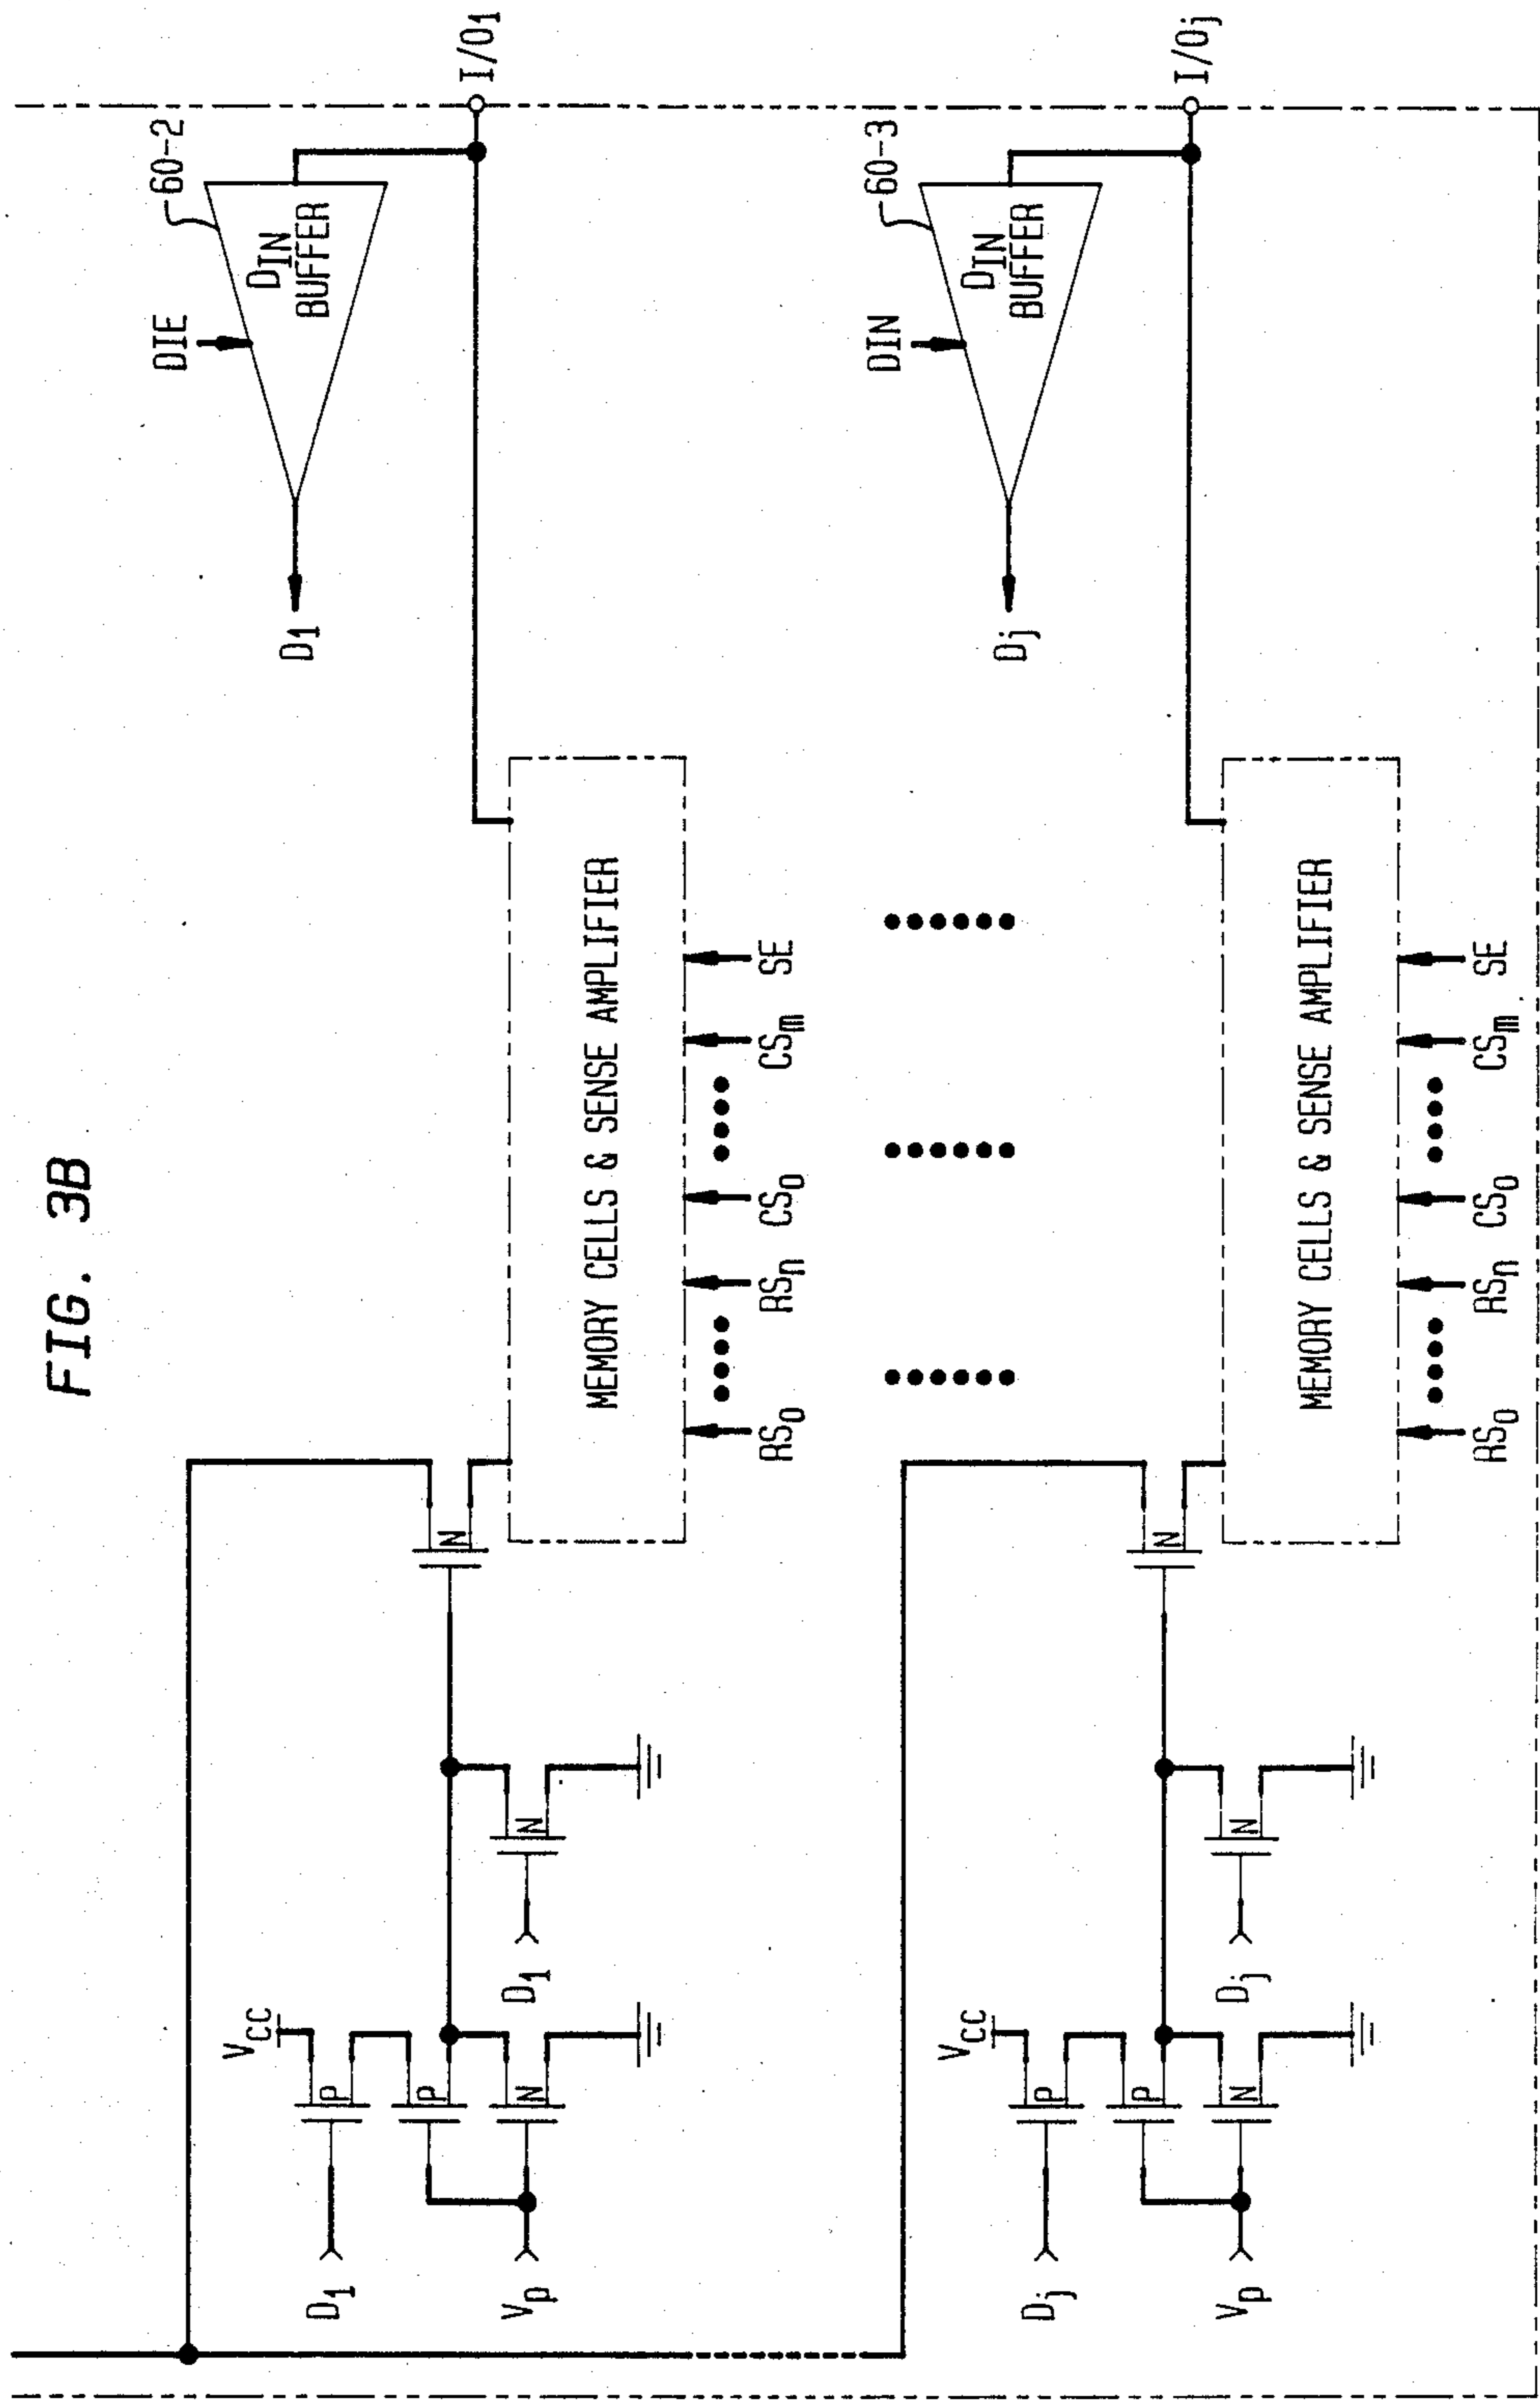 FIG. 3B
60-2
DIE
D_IN
BUFFER
I/O1
D1
VCC
D1
P
P
N
Vp
D1
N
N
MEMORY CELLS & SENSE AMPLIFIER
RS0
RSn
CS0
CSm
SE
60-3
DIN
D_IN
BUFFER
I/Oj
Dj
VCC
Dj
P
P
N
Vp
Dj
N
N
MEMORY CELLS & SENSE AMPLIFIER
RS0
RSn
CS0
CSm
SE